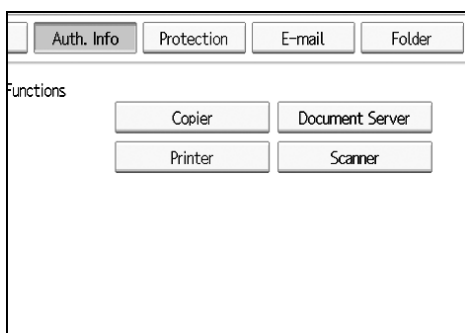 Auth. Info Protection E-mail Folder
Functions
Copier Document Server
Printer Scanner